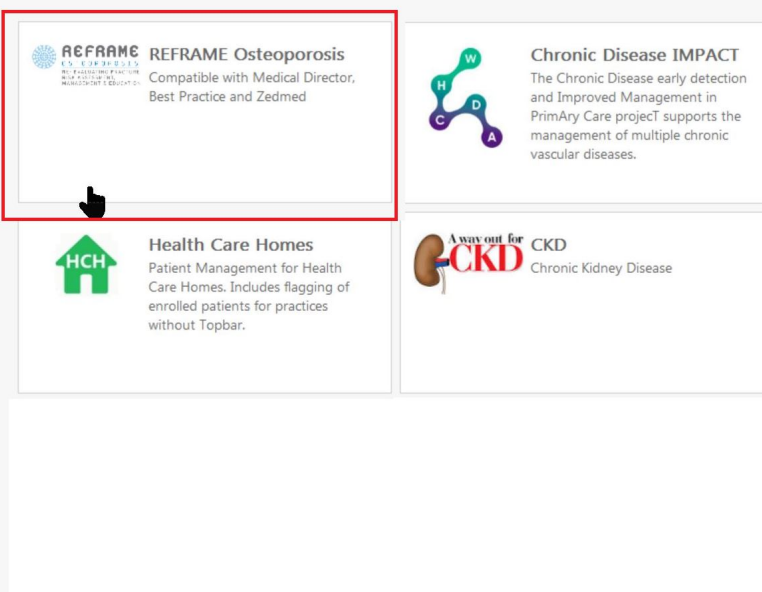 REFRAME
OSTEOPOROSIS
REFRAME Osteoporosis
Compatible with Medical Director,
Best Practice and Zedmed
W
H
D
C
A
Chronic Disease IMPACT
The Chronic Disease early detection
and Improved Management in
PrimAry Care projecT supports the
management of multiple chronic
vascular diseases.
HCH
Health Care Homes
Patient Management for Health
Care Homes. Includes flagging of
enrolled patients for practices
without Topbar.
A way out for
CKD
CKD
Chronic Kidney Disease